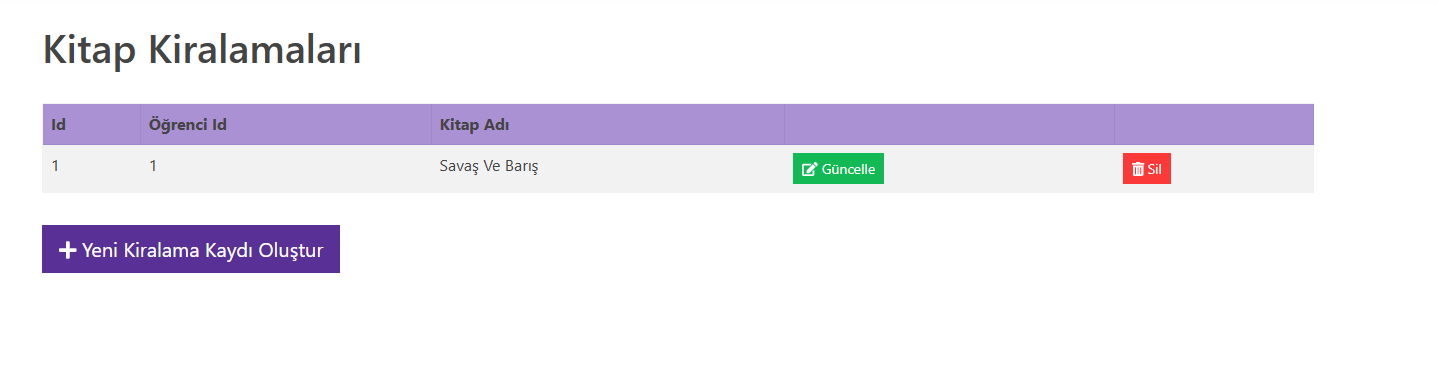 Kitap Kiralamaları
Id Öğrenci Id Kitap Adı
1 1 Savaş Ve Barış Güncelle Sil
Yeni Kiralama Kaydı Oluştur